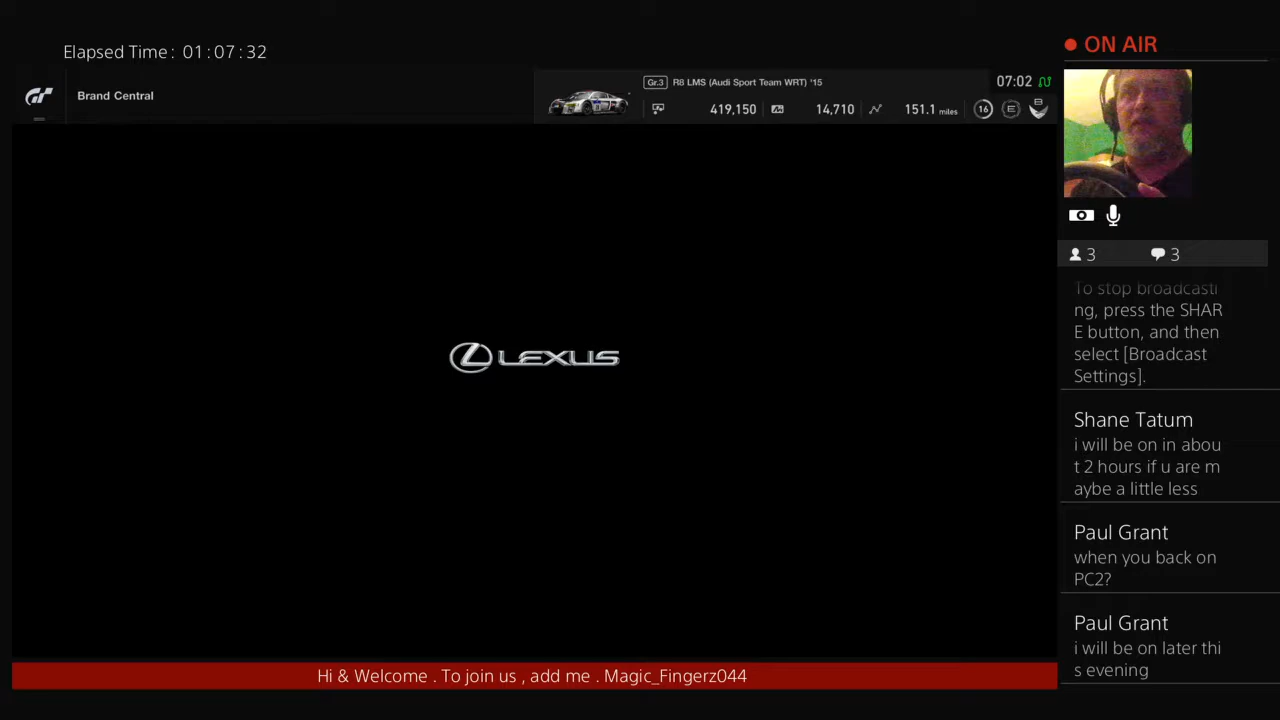 Elapsed Time: 01:07:32
ON AIR
Brand Central
Gr.3 R8 LMS (Audi Sport Team WRT) '15
07:02
419,150
14,710
151.1 miles
16
E
B
3
3
To stop broadcasti
ng, press the SHAR
E button, and then
select [Broadcast
Settings].
LEXUS
Shane Tatum
i will be on in abou
t 2 hours if u are m
aybe a little less
Paul Grant
when you back on
PC2?
Paul Grant
i will be on later thi
s evening
Hi & Welcome . To join us , add me . Magic_Fingerz044